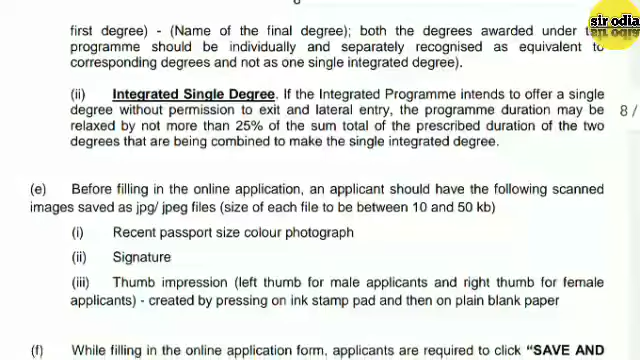 sir odia
first degree) - (Name of the final degree); both the degrees awarded under
programme should be individually and separately recognised as equivalent to
corresponding degrees and not as one single integrated degree).
(ii) Integrated Single Degree. If the Integrated Programme intends to offer a single
degree without permission to exit and lateral entry, the programme duration may be
relaxed by not more than 25% of the sum total of the prescribed duration of the two
degrees that are being combined to make the single integrated degree.
8 /
(e) Before filling in the online application, an applicant should have the following scanned
images saved as jpg/ jpeg files (size of each file to be between 10 and 50 kb)
(i) Recent passport size colour photograph
(ii) Signature
(iii) Thumb impression (left thumb for male applicants and right thumb for female
applicants) - created by pressing on ink stamp pad and then on plain blank paper
(f) While filling in the online application form, applicants are required to click “SAVE AND